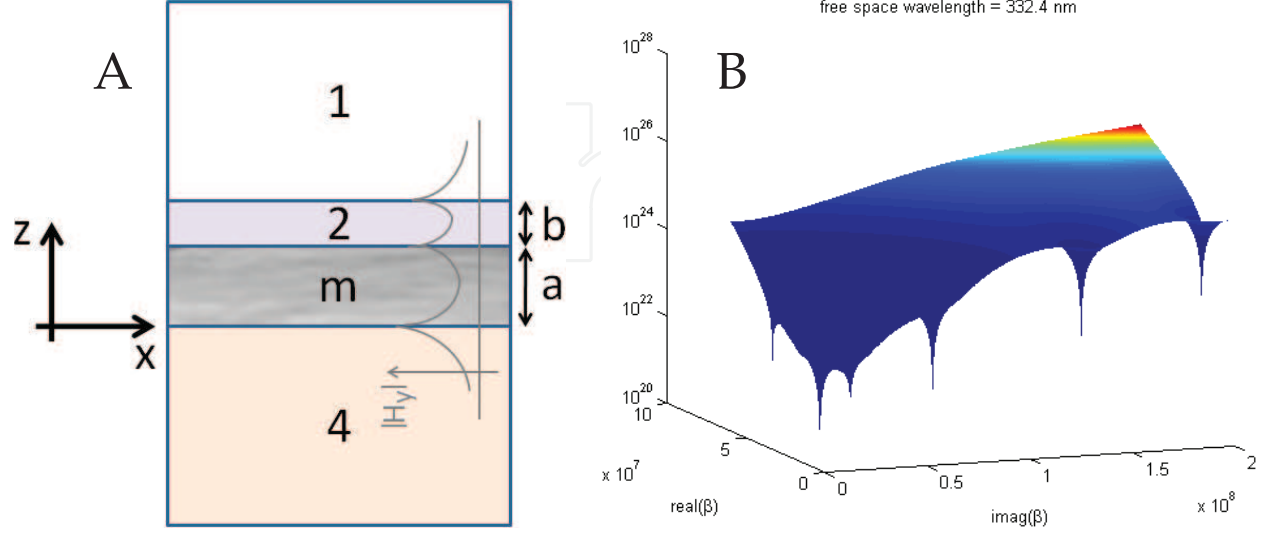 A
1
2
m
4
b
a
z
x
|Hy|
free space wavelength = 332.4 nm
B
10^28
10^26
10^24
10^22
10^20
10
5
0
x 10^7
real(β)
0
0.5
1
1.5
2
x 10^8
imag(β)